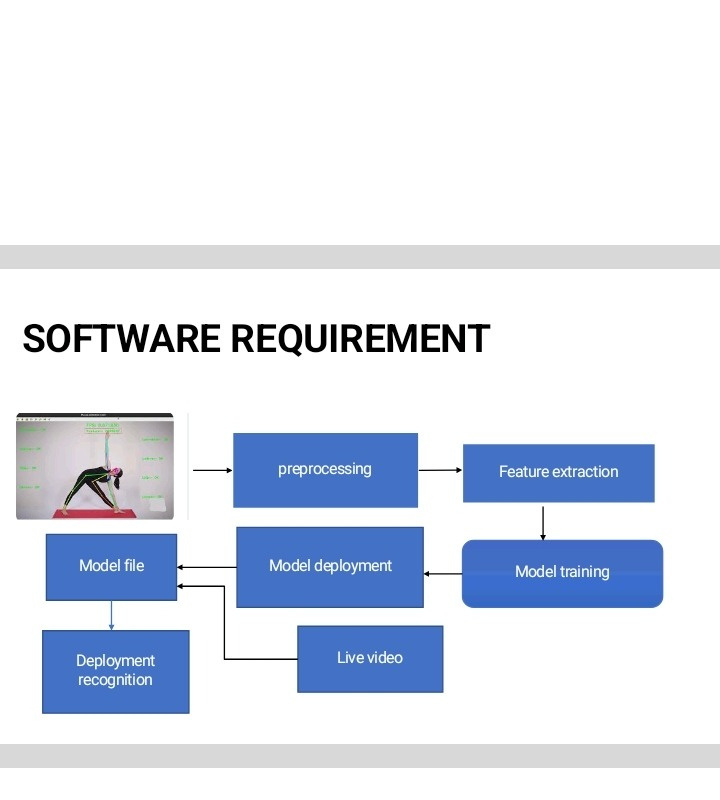 SOFTWARE REQUIREMENT
preprocessing
Feature extraction
Model file
Model deployment
Model training
Live video
Deployment
recognition